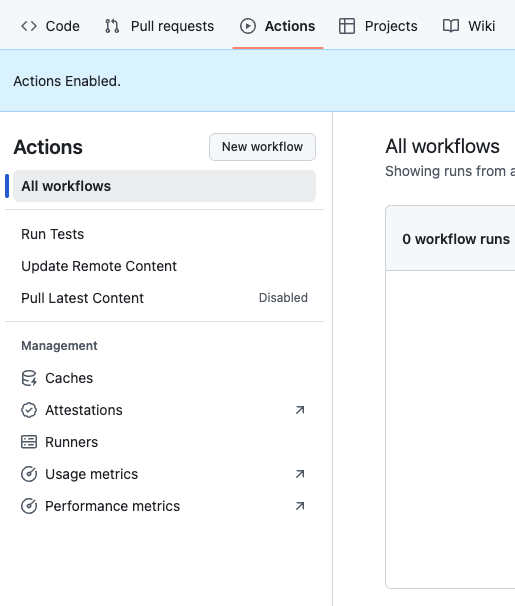 Code Pull requests Actions Projects Wiki
Actions Enabled.
Actions New workflow
All workflows
Run Tests
Update Remote Content
Pull Latest Content Disabled
Management
Caches
Attestations
Runners
Usage metrics
Performance metrics
All workflows
Showing runs from a
0 workflow runs